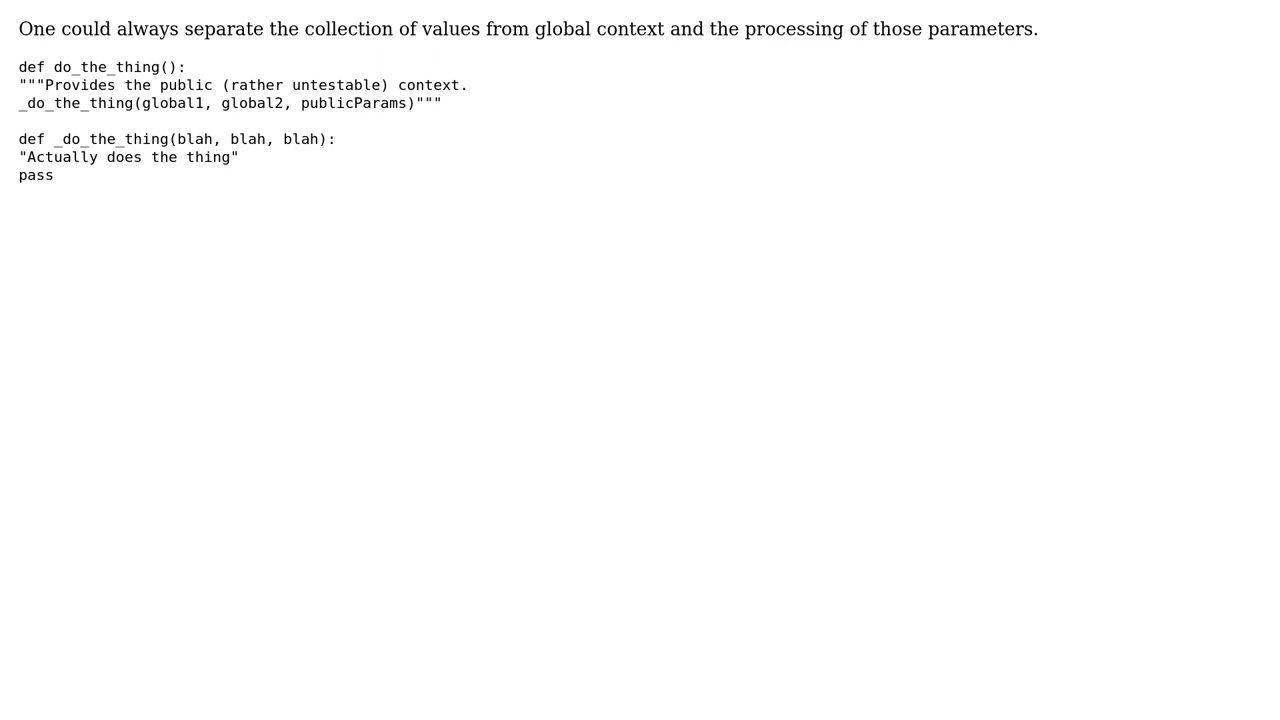 One could always separate the collection of values from global context and the processing of those parameters.
def do_the_thing():
"""Provides the public (rather untestable) context.
_do_the_thing(global1, global2, publicParams)"""
def _do_the_thing(blah, blah, blah):
"Actually does the thing"
pass